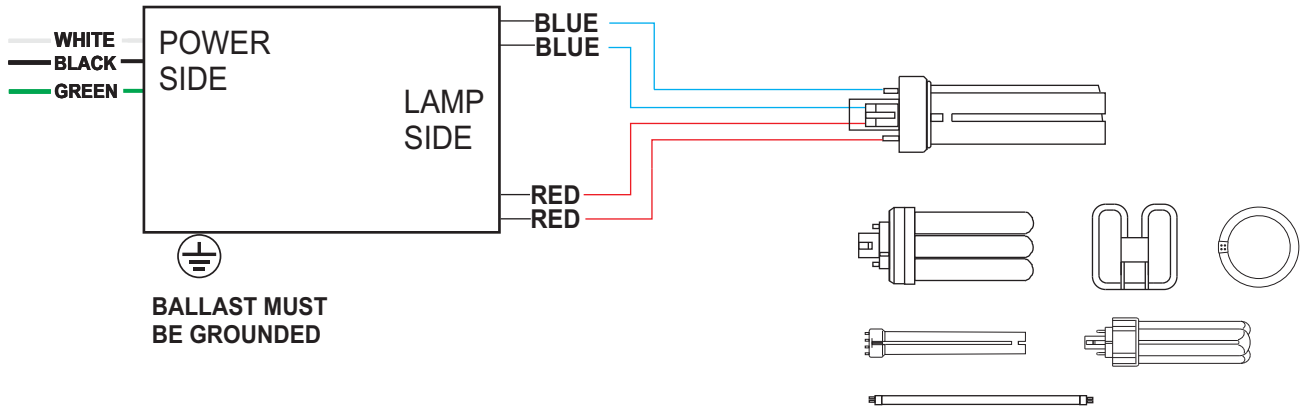 WHITE
BLACK
GREEN
POWER
SIDE
LAMP
SIDE
BLUE
BLUE
RED
RED
BALLAST MUST
BE GROUNDED